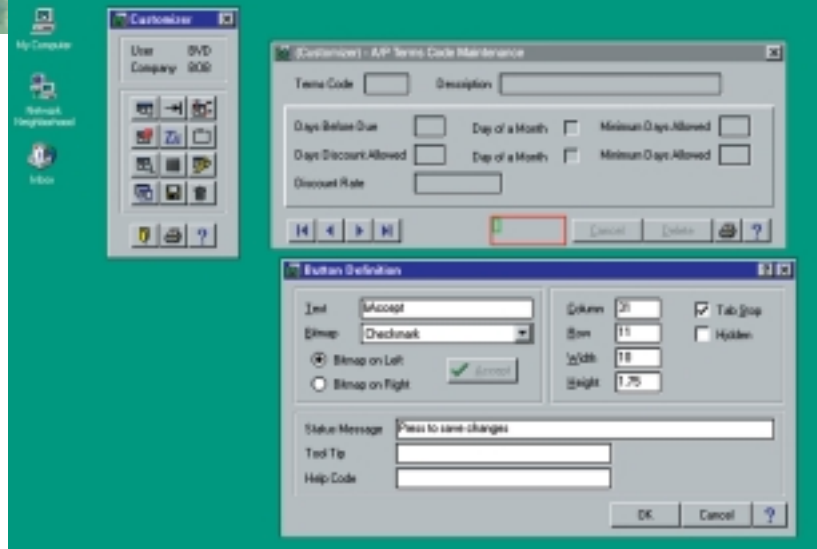 My Computer
Network Neighborhood
Inbox
Customizer
User BVD
Company BOB
(Customizer) - A/P Terms Code Maintenance
Terms Code Description
Days Before Due Day of a Month Minimum Days Allowed
Days Discount Allowed Day of a Month Minimum Days Allowed
Discount Rate
Cancel Delete ?
Button Definition
Text &Accept
Bitmap Checkmark
Bitmap on Left
Bitmap on Right
Accept
Column 31
Row 11
Width 10
Height 1.75
Tab Stop
Hidden
Status Message Press to save changes
Tool Tip
Help Code
OK Cancel ?